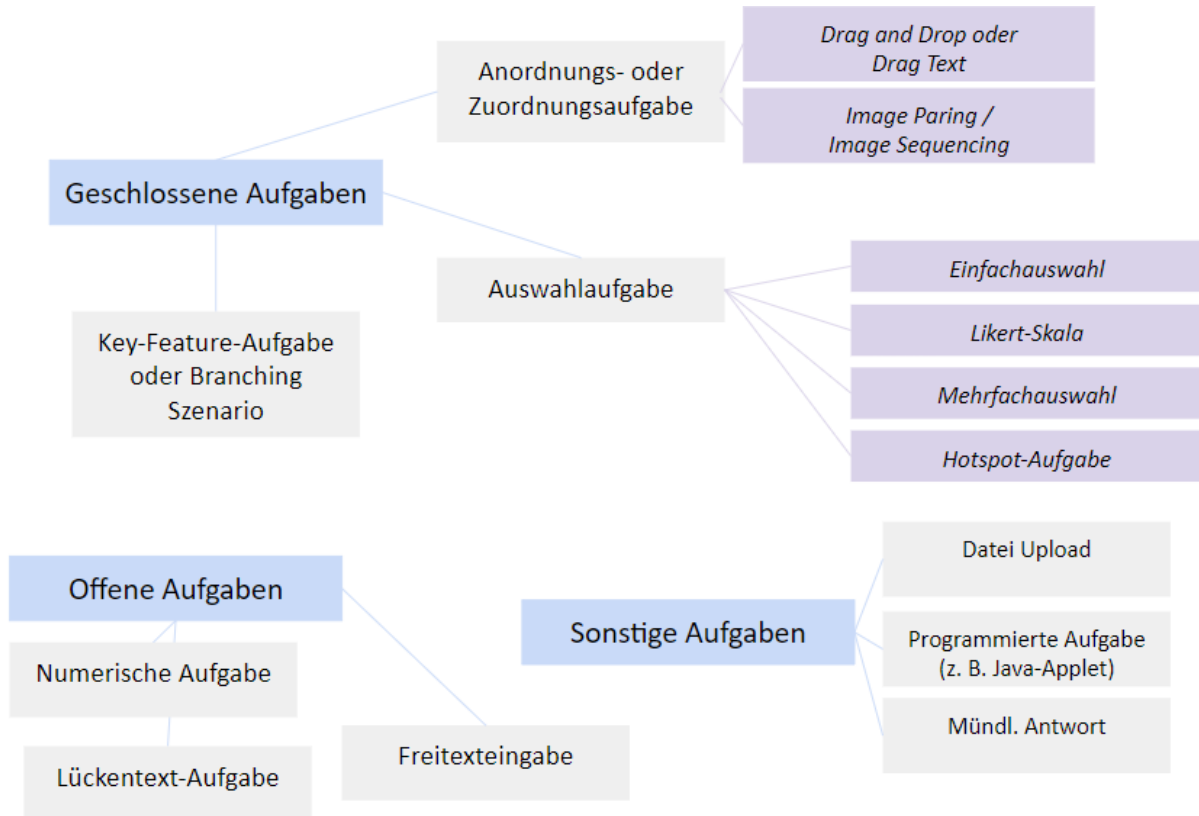 Drag and Drop oder
Drag Text
Anordnungs- oder
Zuordnungsaufgabe
Image Paring /
Image Sequencing
Geschlossene Aufgaben
Auswahlaufgabe
Einfachauswahl
Likert-Skala
Mehrfachauswahl
Hotspot-Aufgabe
Key-Feature-Aufgabe
oder Branching
Szenario
Offene Aufgaben
Numerische Aufgabe
Lückentext-Aufgabe
Freitexteingabe
Sonstige Aufgaben
Datei Upload
Programmierte Aufgabe
(z. B. Java-Applet)
Mündl. Antwort